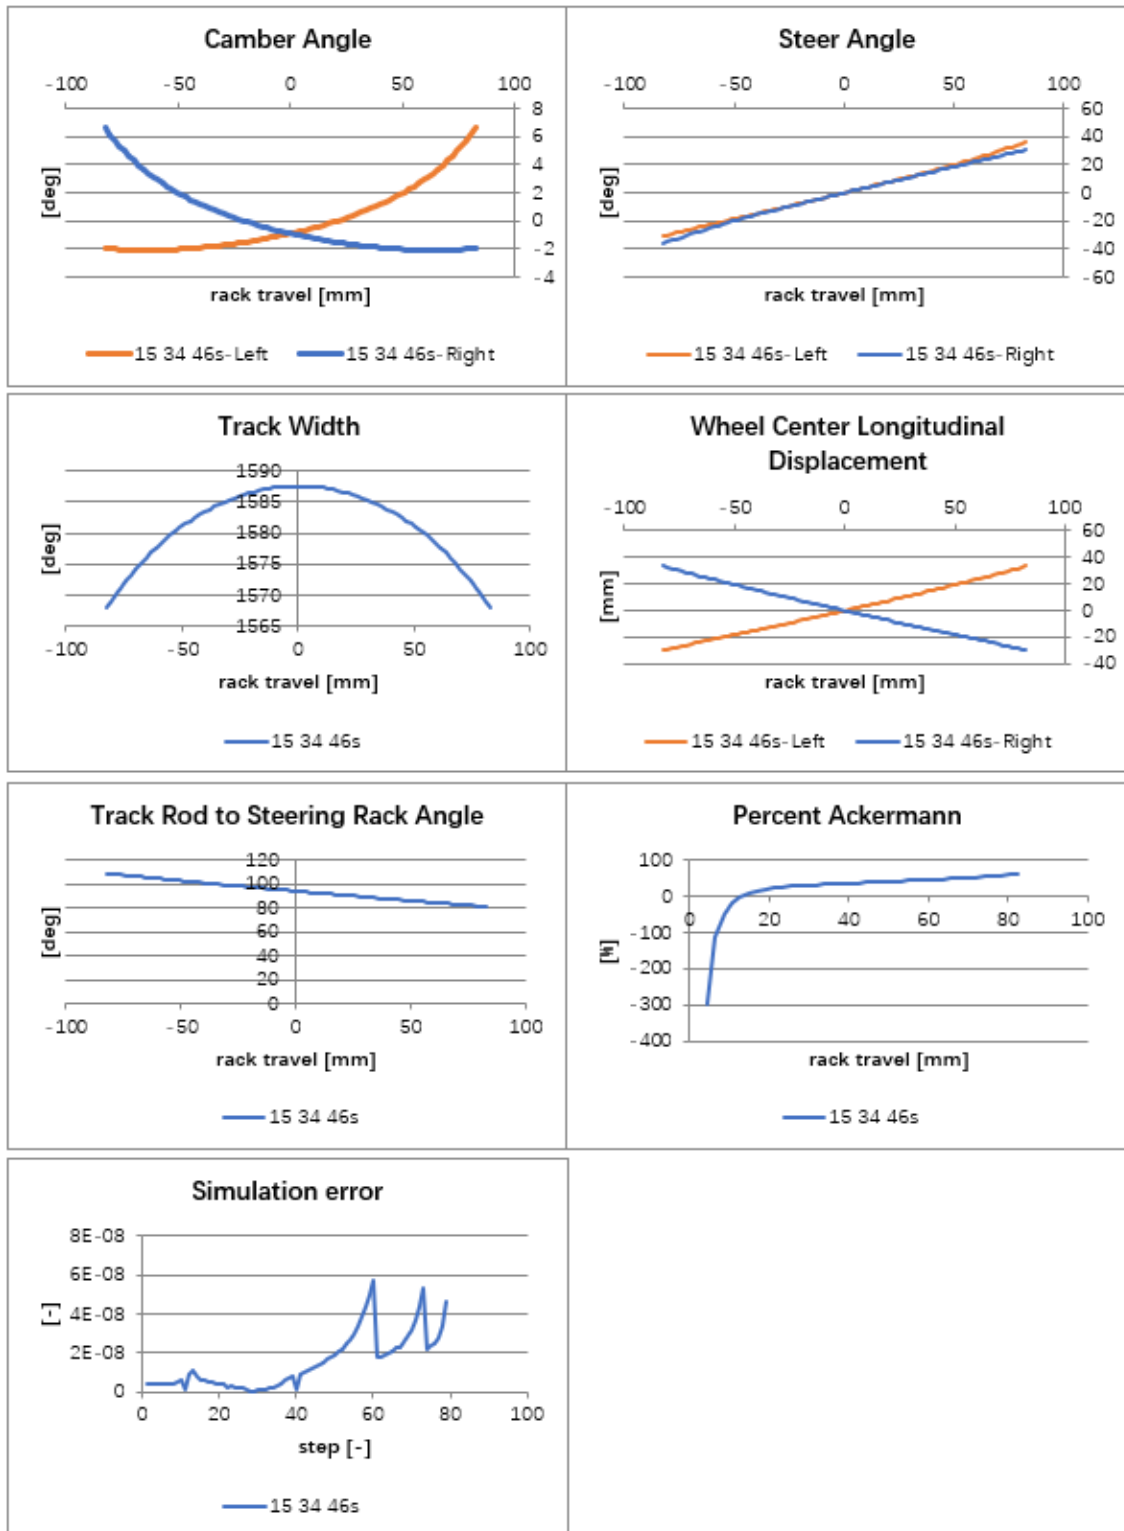 Camber Angle
-100 -50 0 50 100
8
6
4
2
0
-2
-4
[deg]
rack travel [mm]
15 34 46s-Left 15 34 46s-Right
Steer Angle
-100 -50 0 50 100
60
40
20
0
-20
-40
-60
[deg]
rack travel [mm]
15 34 46s-Left 15 34 46s-Right
Track Width
1590
1585
1580
1575
1570
1565
[deg]
-100 -50 0 50 100
rack travel [mm]
15 34 46s
Wheel Center Longitudinal
Displacement
-100 -50 0 50 100
60
40
20
0
-20
-40
[mm]
rack travel [mm]
15 34 46s-Left 15 34 46s-Right
Track Rod to Steering Rack Angle
120
100
80
60
40
20
0
[deg]
-100 -50 0 50 100
rack travel [mm]
15 34 46s
Percent Ackermann
100
0
-100
-200
-300
-400
[%]
0 20 40 60 80 100
rack travel [mm]
15 34 46s
Simulation error
8E-08
6E-08
4E-08
2E-08
0
[-]
0 20 40 60 80 100
step [-]
15 34 46s